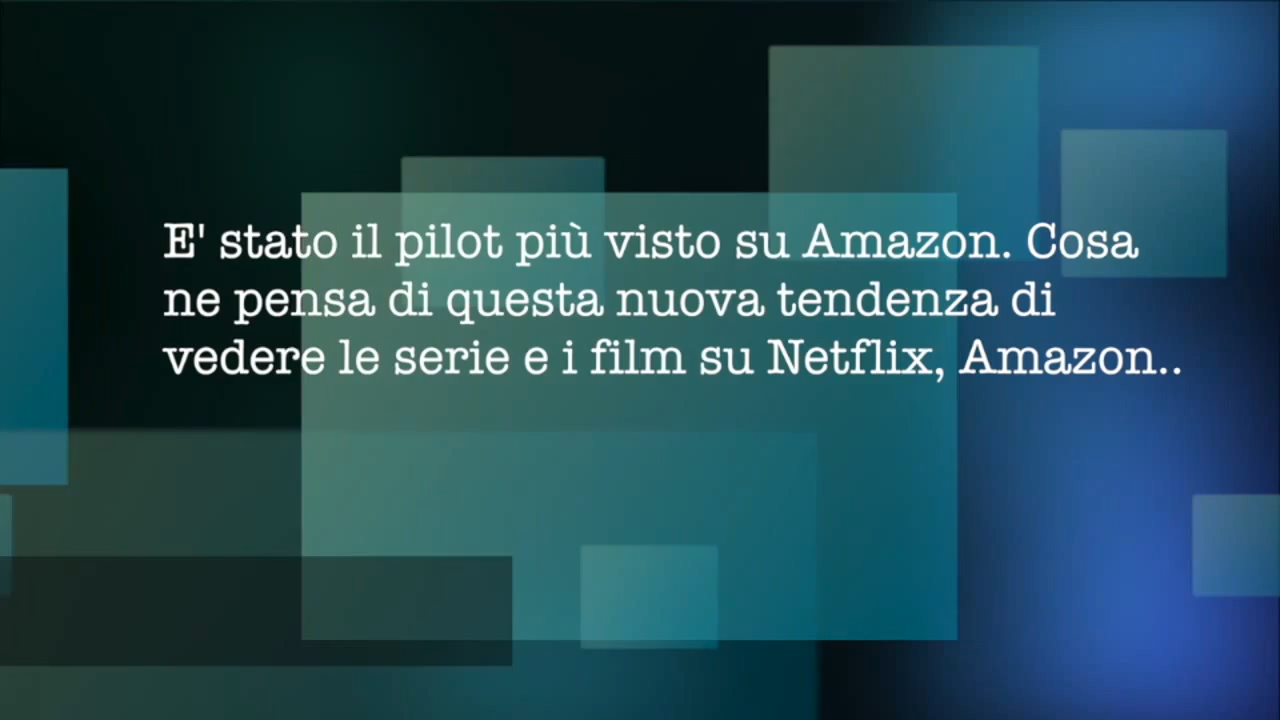 E' stato il pilot più visto su Amazon. Cosa
ne pensa di questa nuova tendenza di
vedere le serie e i film su Netflix, Amazon..